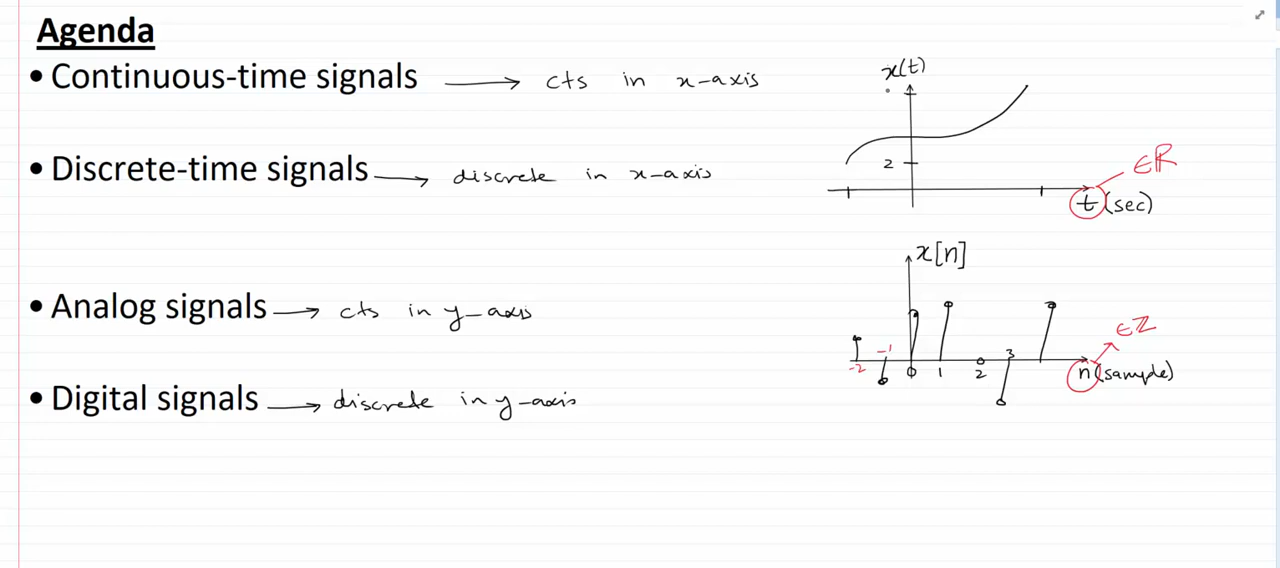 Agenda
• Continuous-time signals → cts in x-axis
• Discrete-time signals → discrete in x-axis
• Analog signals → cts in y-axis
• Digital signals → discrete in y-axis
x(t)
2
∈ℝ
t (sec)
x[n]
∈ℤ
-2 -1 0 1 2 3 n (sample)